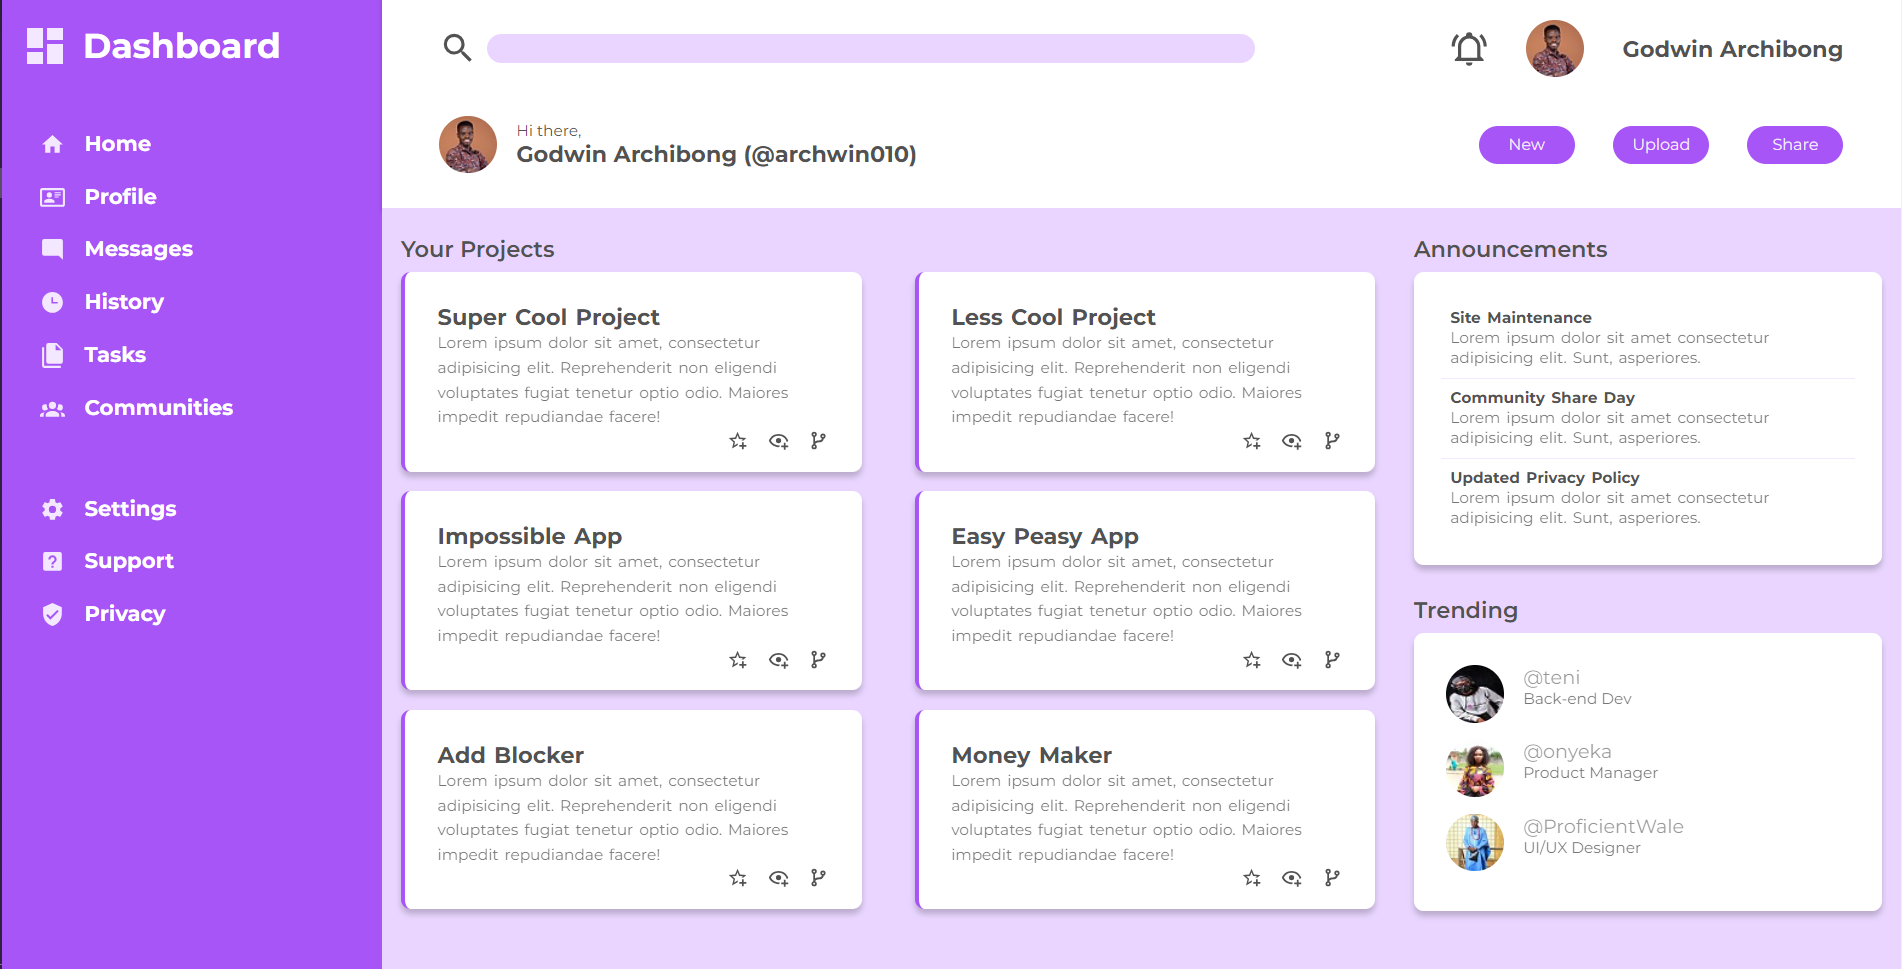 Dashboard
Home
Profile
Messages
History
Tasks
Communities
Settings
Support
Privacy
Godwin Archibong
Hi there,
Godwin Archibong (@archwin010)
New
Upload
Share
Your Projects
Super Cool Project
Lorem ipsum dolor sit amet, consectetur
adipisicing elit. Reprehenderit non eligendi
voluptates fugiat tenetur optio odio. Maiores
impedit repudiandae facere!
Less Cool Project
Lorem ipsum dolor sit amet, consectetur
adipisicing elit. Reprehenderit non eligendi
voluptates fugiat tenetur optio odio. Maiores
impedit repudiandae facere!
Impossible App
Lorem ipsum dolor sit amet, consectetur
adipisicing elit. Reprehenderit non eligendi
voluptates fugiat tenetur optio odio. Maiores
impedit repudiandae facere!
Easy Peasy App
Lorem ipsum dolor sit amet, consectetur
adipisicing elit. Reprehenderit non eligendi
voluptates fugiat tenetur optio odio. Maiores
impedit repudiandae facere!
Add Blocker
Lorem ipsum dolor sit amet, consectetur
adipisicing elit. Reprehenderit non eligendi
voluptates fugiat tenetur optio odio. Maiores
impedit repudiandae facere!
Money Maker
Lorem ipsum dolor sit amet, consectetur
adipisicing elit. Reprehenderit non eligendi
voluptates fugiat tenetur optio odio. Maiores
impedit repudiandae facere!
Announcements
Site Maintenance
Lorem ipsum dolor sit amet consectetur
adipisicing elit. Sunt, asperiores.
Community Share Day
Lorem ipsum dolor sit amet consectetur
adipisicing elit. Sunt, asperiores.
Updated Privacy Policy
Lorem ipsum dolor sit amet consectetur
adipisicing elit. Sunt, asperiores.
Trending
@teni
Back-end Dev
@onyeka
Product Manager
@ProficientWale
UI/UX Designer